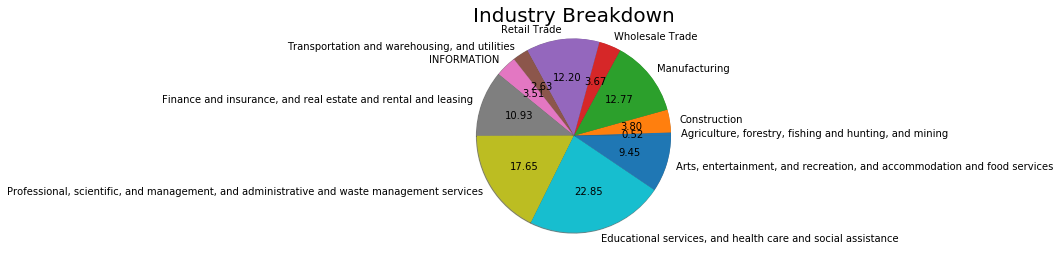 Industry Breakdown
Retail Trade
Wholesale Trade
Transportation and warehousing, and utilities
INFORMATION
Manufacturing
12.20
3.67
2.63
3.51
12.77
Finance and insurance, and real estate and rental and leasing
10.93
Construction
3.80
Agriculture, forestry, fishing and hunting, and mining
0.52
9.45
Arts, entertainment, and recreation, and accommodation and food services
17.65
Professional, scientific, and management, and administrative and waste management services
22.85
Educational services, and health care and social assistance